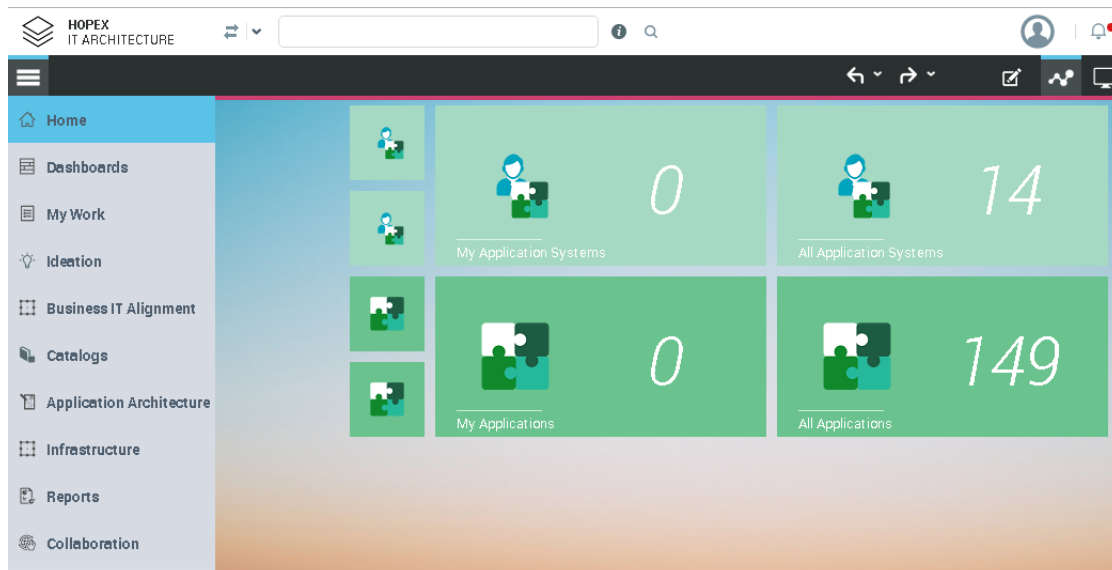 HOPEX
IT ARCHITECTURE
Home
Dashboards
My Work
Ideation
Business IT Alignment
Catalogs
Application Architecture
Infrastructure
Reports
Collaboration
0
My Application Systems
14
All Application Systems
0
My Applications
149
All Applications